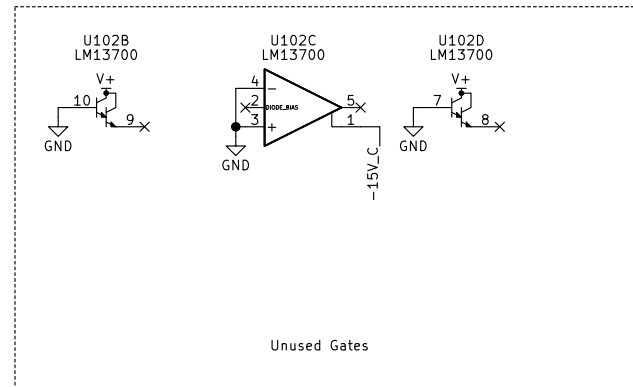 U102B
LM13700
V+
10
9
GND
U102C
LM13700
4
2
DIODE_BIAS
3
5
1
GND
-15V_C
U102D
LM13700
V+
7
8
GND
Unused Gates